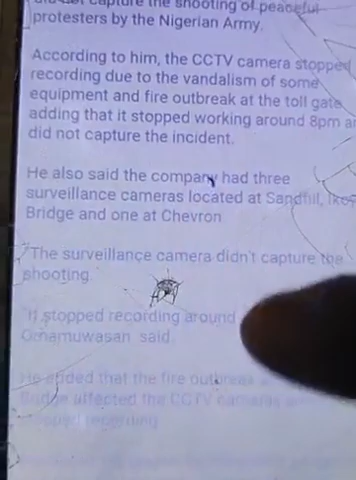 capture the shooting of peaceful
protesters by the Nigerian Army.
According to him, the CCTV camera stopped
recording due to the vandalism of some
equipment and fire outbreak at the toll gate
adding that it stopped working around 8pm
did not capture the incident.
He also said the company had three
surveillance cameras located at Sandfill,
Bridge and one at Chevron
"The surveillance camera didn't capture the
shooting.
"It stopped recording around
said.
He added that the fire outbreak
affected the CCTV cameras
stopped recording